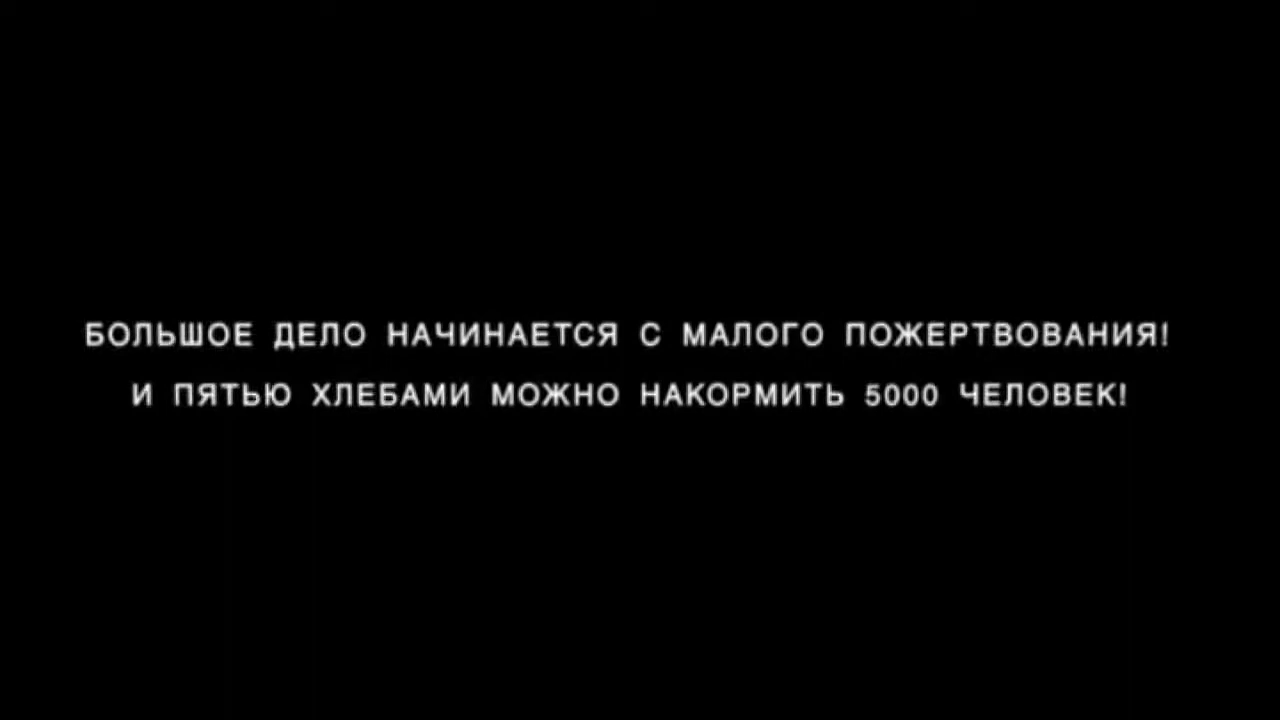 БОЛЬШОЕ ДЕЛО НАЧИНАЕТСЯ С МАЛОГО ПОЖЕРТВОВАНИЯ!
И ПЯТЬЮ ХЛЕБАМИ МОЖНО НАКОРМИТЬ 5000 ЧЕЛОВЕК!